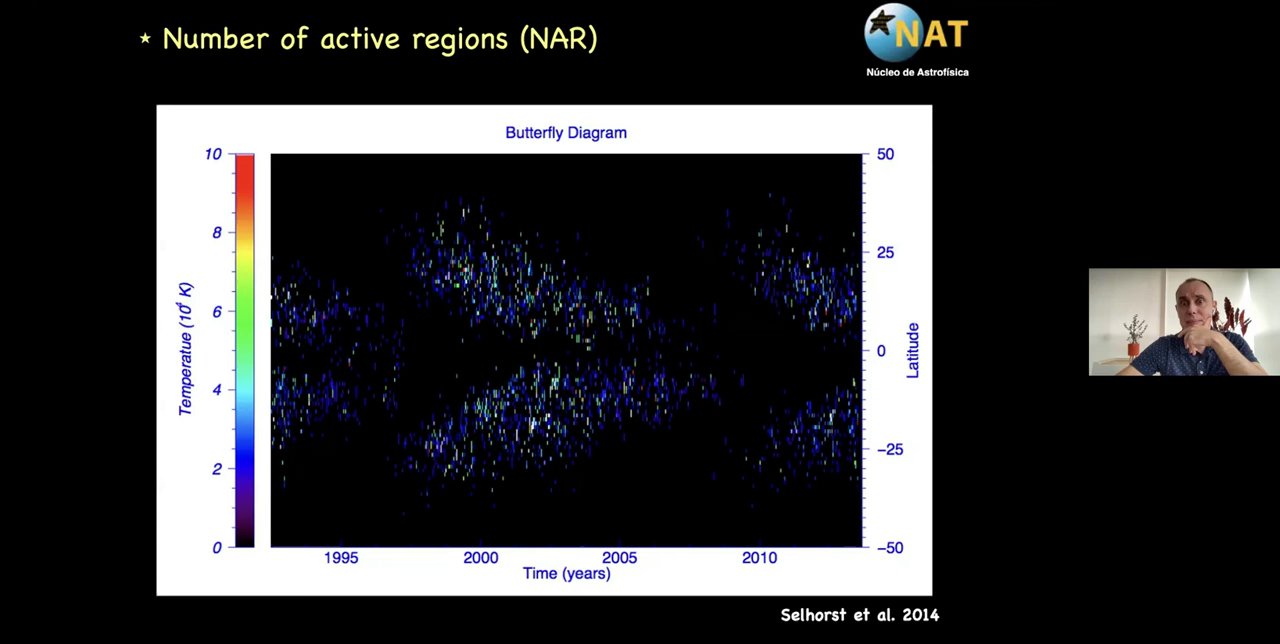 ★ Number of active regions (NAR)
NAT
Núcleo de Astrofísica
Butterfly Diagram
10
8
6
4
2
0
Temperatue (10⁴ K)
50
25
0
−25
−50
Latitude
1995 2000 2005 2010
Time (years)
Selhorst et al. 2014